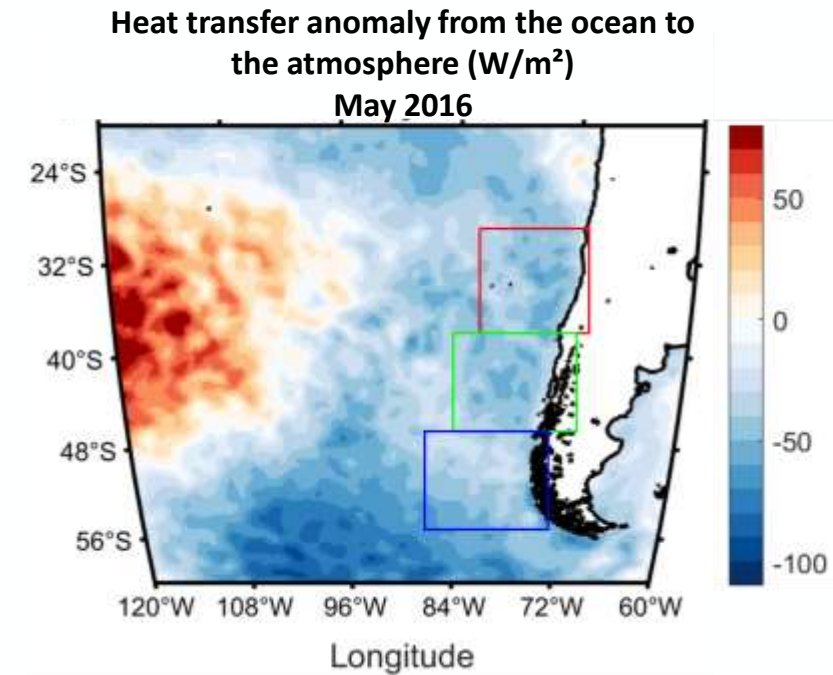 Heat transfer anomaly from the ocean to
the atmosphere (W/m²)
May 2016
24°S
32°S
40°S
48°S
56°S
120°W 108°W 96°W 84°W 72°W 60°W
Longitude
50
0
-50
-100